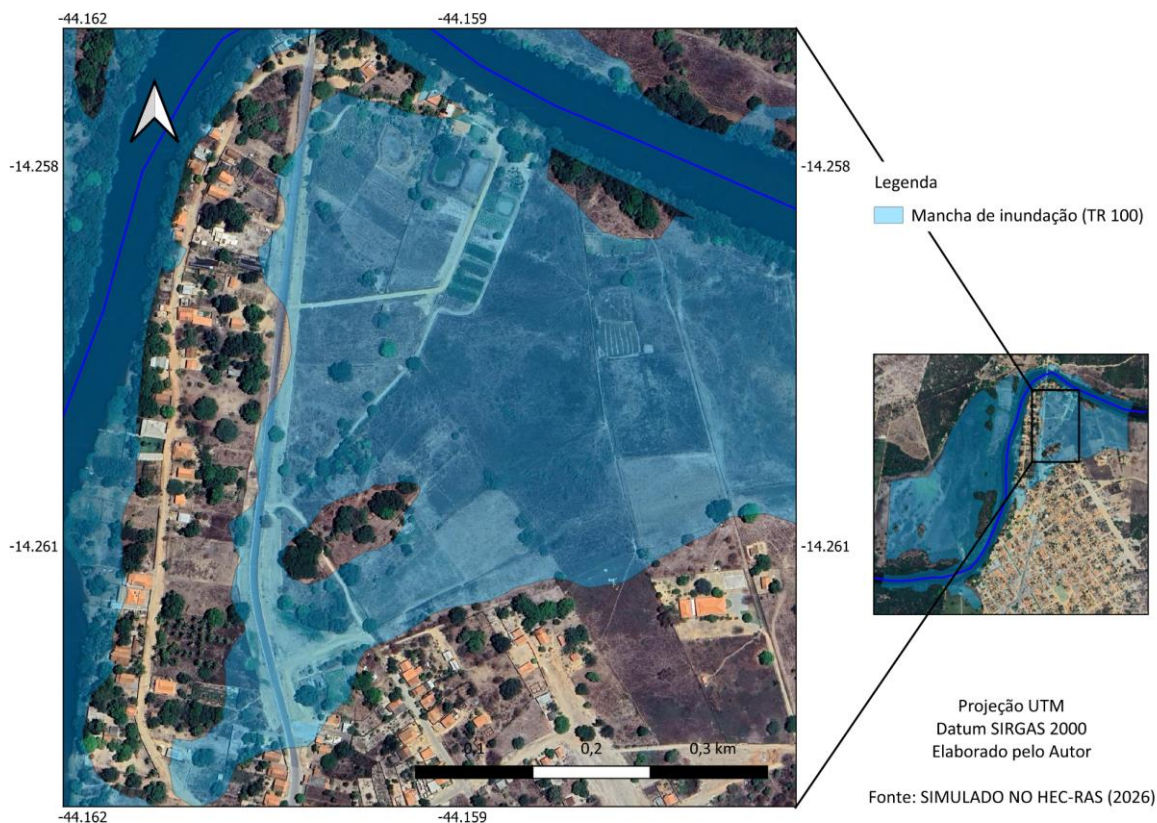 -44.162 -44.159
-14.258 -14.258
Legenda
Mancha de inundação (TR 100)
-14.261 -14.261
Projeção UTM
Datum SIRGAS 2000
Elaborado pelo Autor
0,1 0,2 0,3 km
Fonte: SIMULADO NO HEC-RAS (2026)
-44.162 -44.159